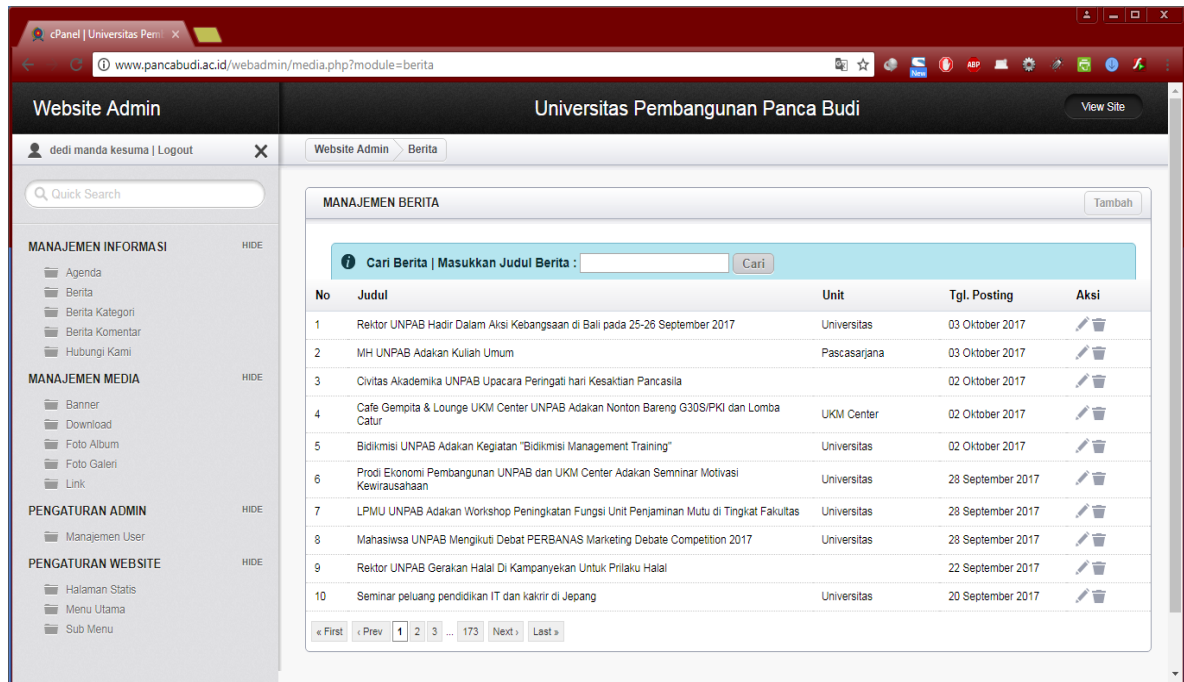 cPanel | Universitas Pem
www.pancabudi.ac.id/webadmin/media.php?module=berita
New
ABP
Website Admin
Universitas Pembangunan Panca Budi
View Site
dedi manda kesuma | Logout
Website Admin
Berita
Quick Search
MANAJEMEN BERITA
Tambah
MANAJEMEN INFORMASI HIDE
Agenda
Berita
Berita Kategori
Berita Komentar
Hubungi Kami
MANAJEMEN MEDIA HIDE
Banner
Download
Foto Album
Foto Galeri
Link
PENGATURAN ADMIN HIDE
Manajemen User
PENGATURAN WEBSITE HIDE
Halaman Statis
Menu Utama
Sub Menu
Cari Berita | Masukkan Judul Berita : Cari
No Judul Unit Tgl. Posting Aksi
1 Rektor UNPAB Hadir Dalam Aksi Kebangsaan di Bali pada 25-26 September 2017 Universitas 03 Oktober 2017
2 MH UNPAB Adakan Kuliah Umum Pascasarjana 03 Oktober 2017
3 Civitas Akademika UNPAB Upacara Peringati hari Kesaktian Pancasila 02 Oktober 2017
4 Cafe Gempita & Lounge UKM Center UNPAB Adakan Nonton Bareng G30S/PKI dan Lomba
Catur UKM Center 02 Oktober 2017
5 Bidikmisi UNPAB Adakan Kegiatan "Bidikmisi Management Training" Universitas 02 Oktober 2017
6 Prodi Ekonomi Pembangunan UNPAB dan UKM Center Adakan Semninar Motivasi
Kewirausahaan Universitas 28 September 2017
7 LPMU UNPAB Adakan Workshop Peningkatan Fungsi Unit Penjaminan Mutu di Tingkat Fakultas Universitas 28 September 2017
8 Mahasiwsa UNPAB Mengikuti Debat PERBANAS Marketing Debate Competition 2017 Universitas 28 September 2017
9 Rektor UNPAB Gerakan Halal Di Kampanyekan Untuk Prilaku Halal 22 September 2017
10 Seminar peluang pendidikan IT dan kakrir di Jepang Universitas 20 September 2017
« First ‹ Prev 1 2 3 ... 173 Next › Last »